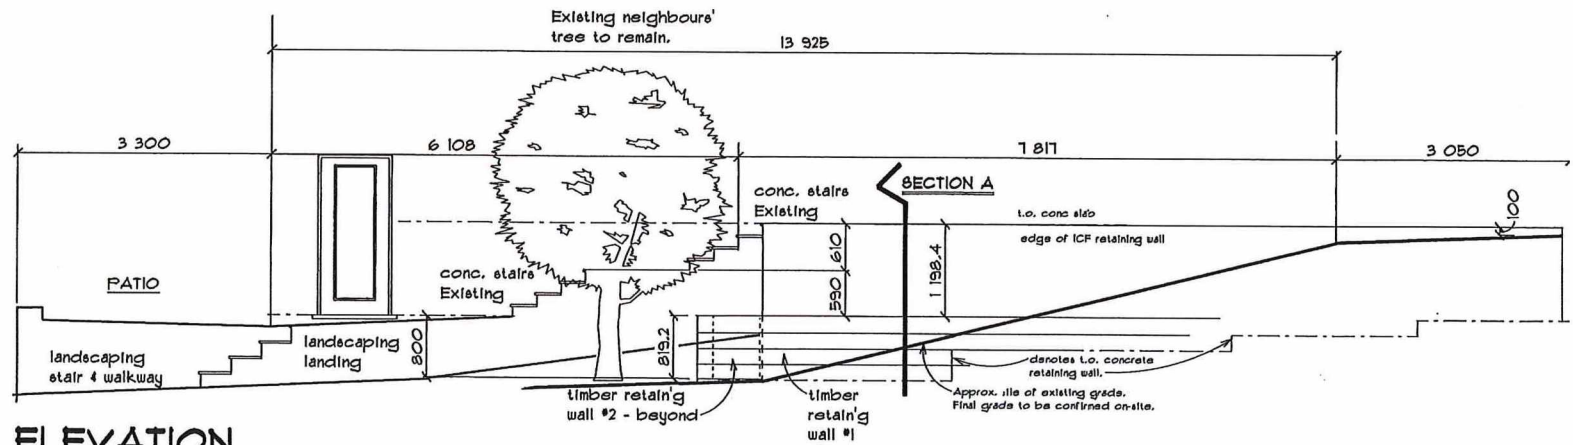 Existing neighbours'
tree to remain.
13 925
3 300
6 108
7 817
3 050
conc. stairs
Existing
SECTION A
t.o. conc slab
edge of ICF retaining wall
100
610
590
1 198.4
PATIO
conc. stairs
Existing
landscaping
stair & walkway
landscaping
landing
800
819.2
timber retain'g
wall #2 - beyond
timber
retain'g
wall #1
denotes t.o. concrete
retaining wall.
Approx. of existing grade.
Final grade to be confirmed on-site.
ELEVATION